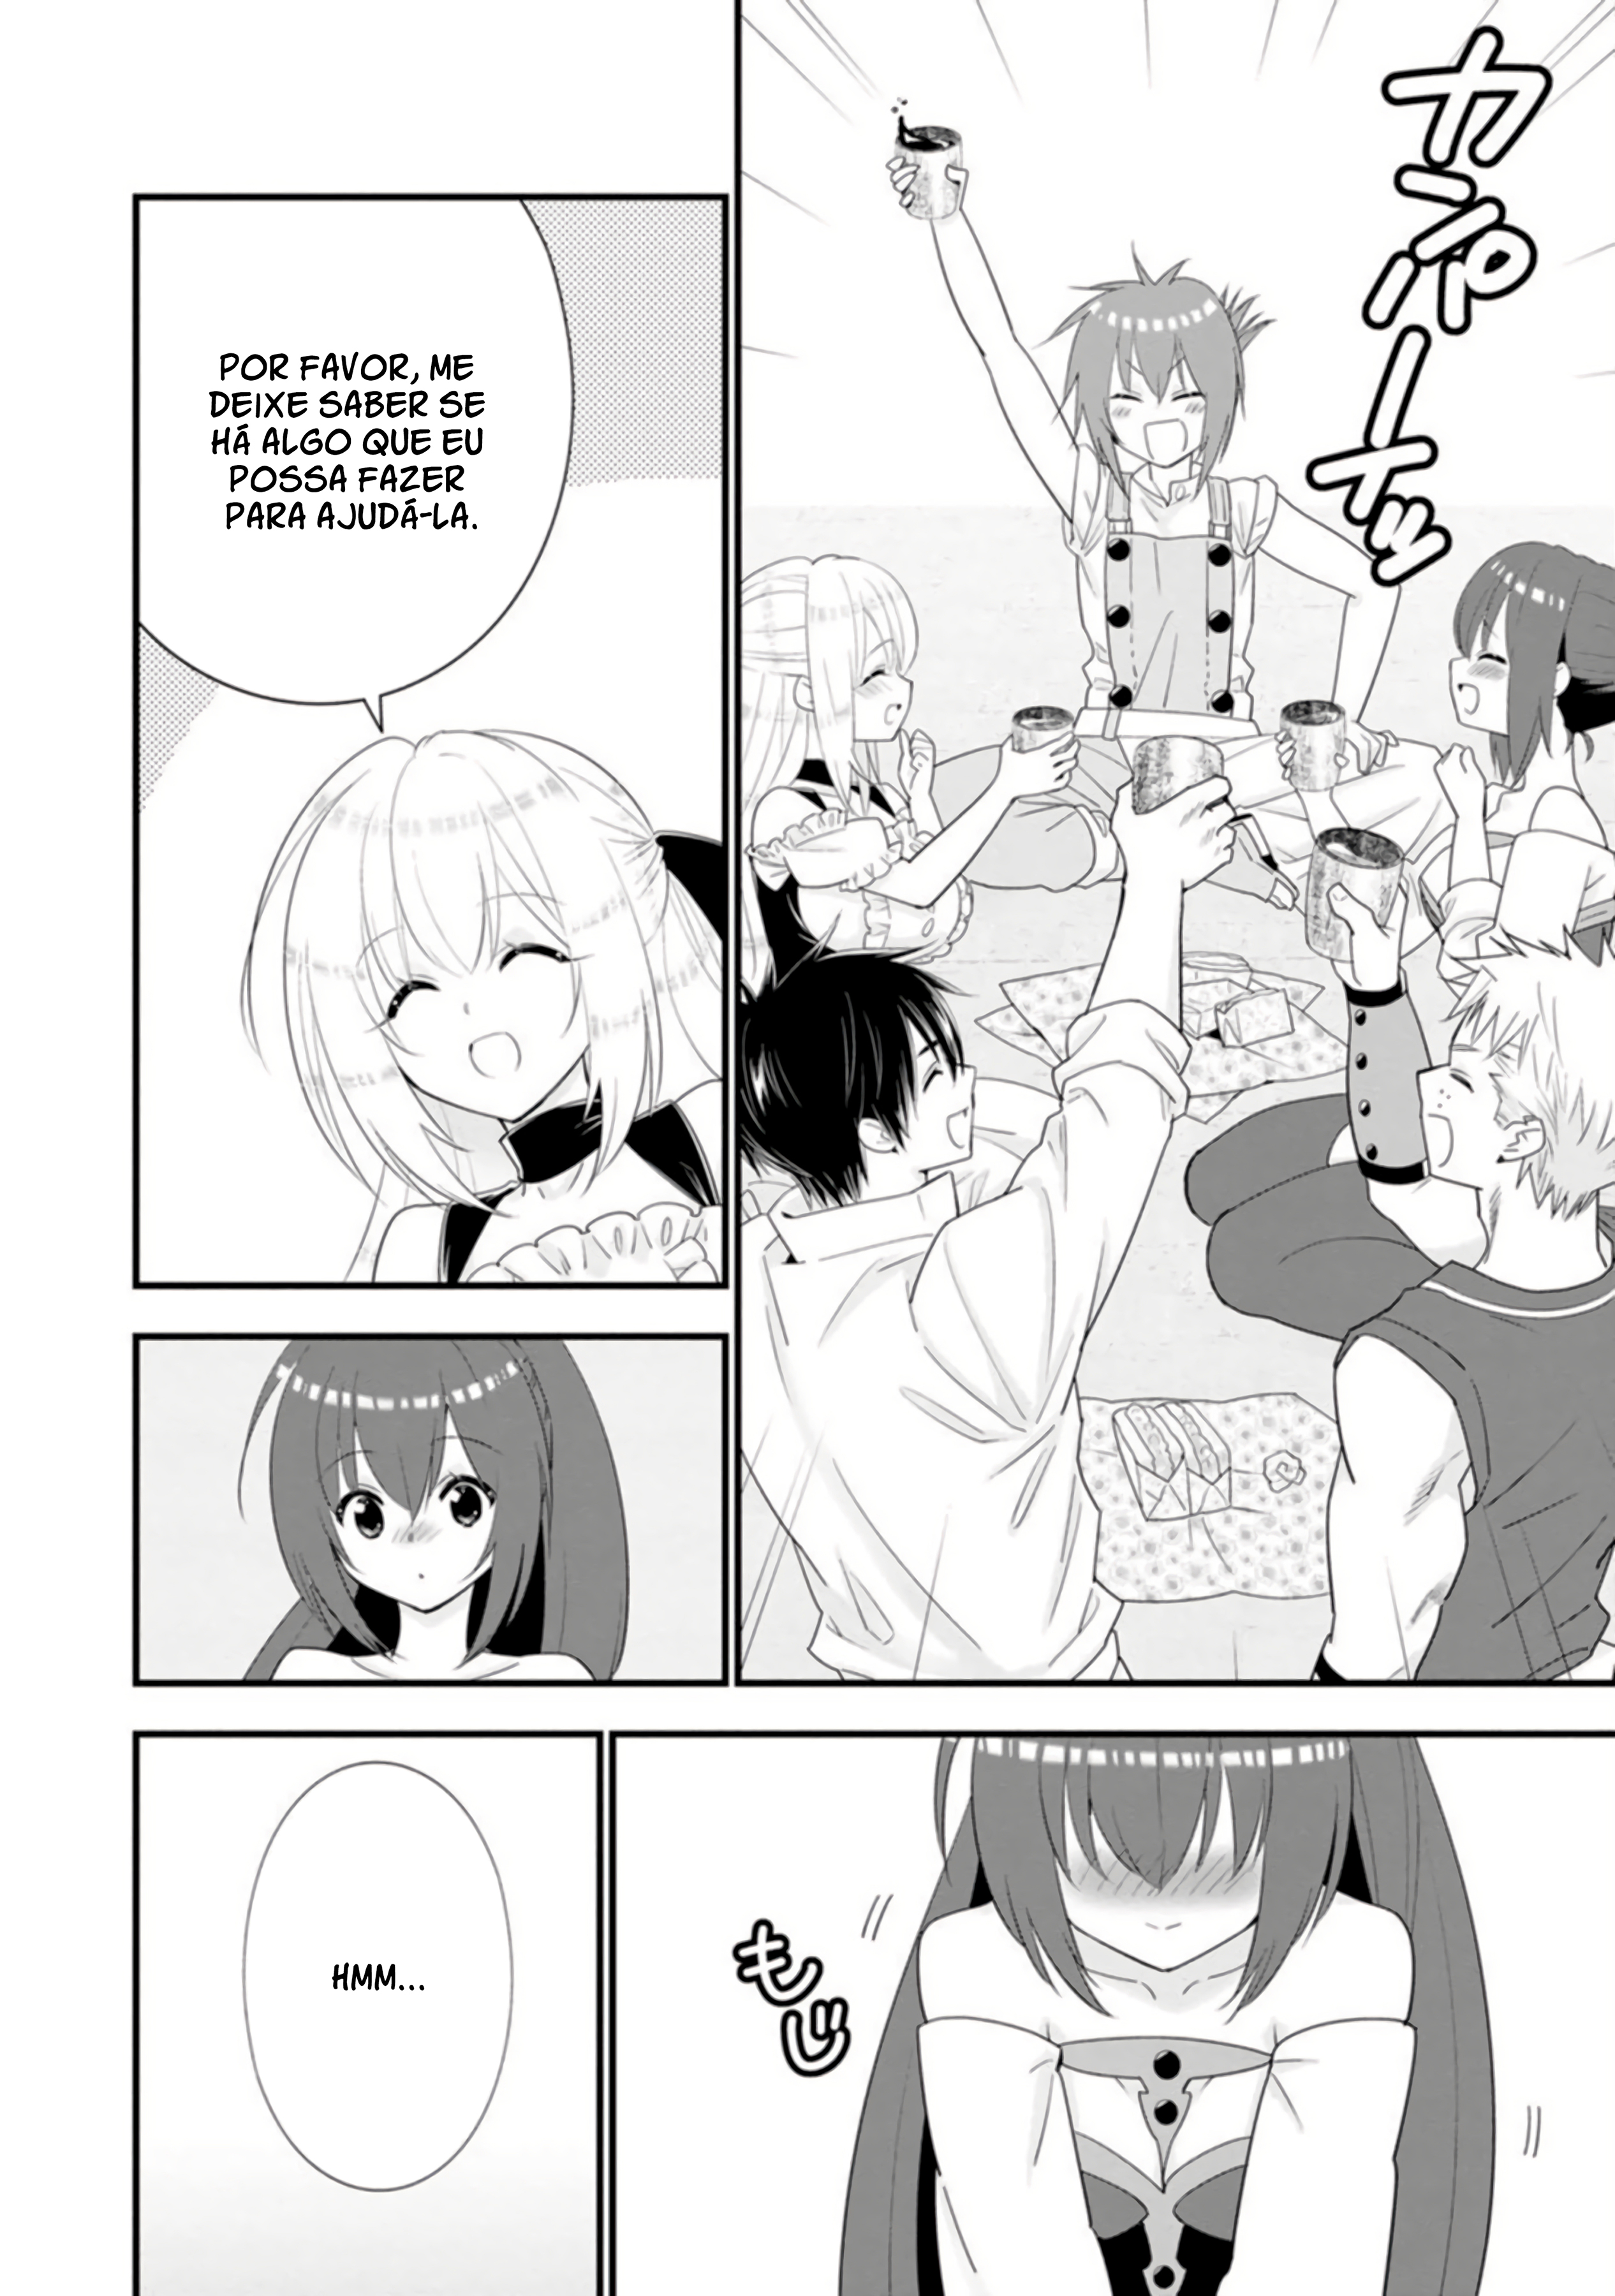 カンパーイッ
POR FAVOR, ME
DEIXE SABER SE
HÁ ALGO QUE EU
POSSA FAZER
PARA AJUDÁ-LA.
もじ
HMM...